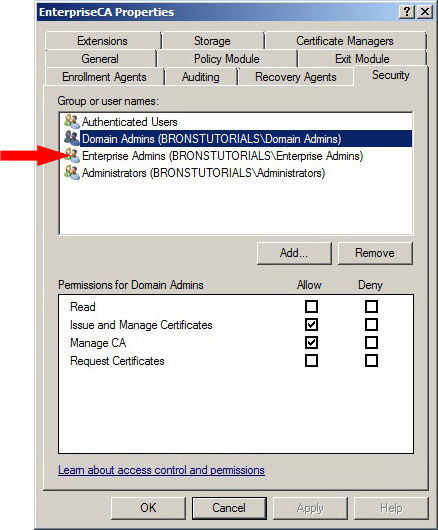 EnterpriseCA Properties
Extensions Storage Certificate Managers
General Policy Module Exit Module
Enrollment Agents Auditing Recovery Agents Security
Group or user names:
Authenticated Users
Domain Admins (BRONSTUTORIALS\Domain Admins)
Enterprise Admins (BRONSTUTORIALS\Enterprise Admins)
Administrators (BRONSTUTORIALS\Administrators)
Add... Remove
Permissions for Domain Admins Allow Deny
Read
Issue and Manage Certificates
Manage CA
Request Certificates
Learn about access control and permissions
OK Cancel Apply Help